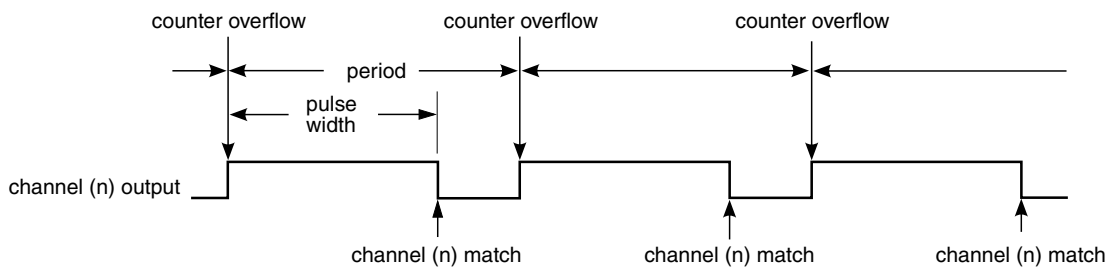 counter overflow
counter overflow
counter overflow
period
pulse
width
channel (n) output
channel (n) match
channel (n) match
channel (n) match